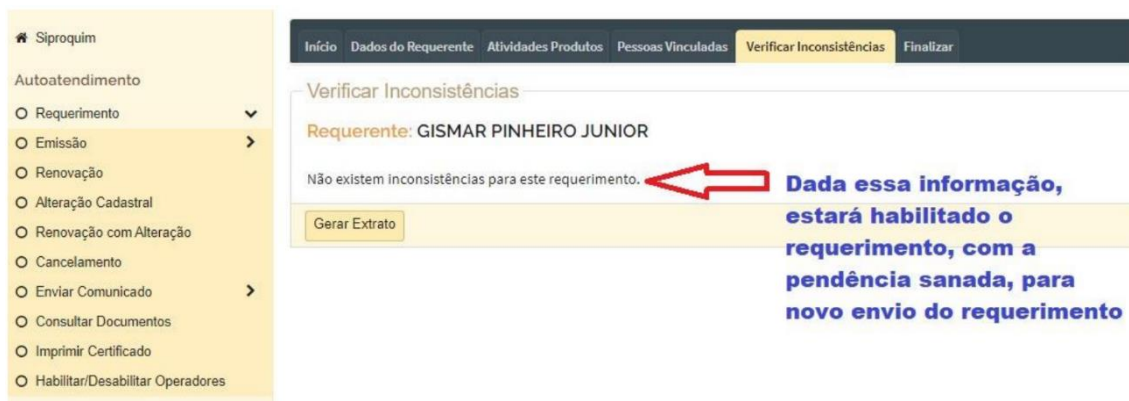 Siproquim
Autoatendimento
Requerimento
Emissão
Renovação
Alteração Cadastral
Renovação com Alteração
Cancelamento
Enviar Comunicado
Consultar Documentos
Imprimir Certificado
Habilitar/Desabilitar Operadores
Início Dados do Requerente Atividades Produtos Pessoas Vinculadas Verificar Inconsistências Finalizar
Verificar Inconsistências
Requerente: GISMAR PINHEIRO JUNIOR
Não existem inconsistências para este requerimento.
Gerar Extrato
Dada essa informação,
estará habilitado o
requerimento, com a
pendência sanada, para
novo envio do requerimento